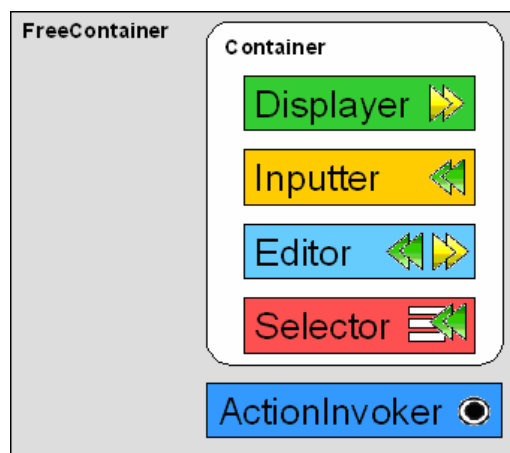 FreeContainer
Container
Displayer
Inputter
Editor
Selector
ActionInvoker